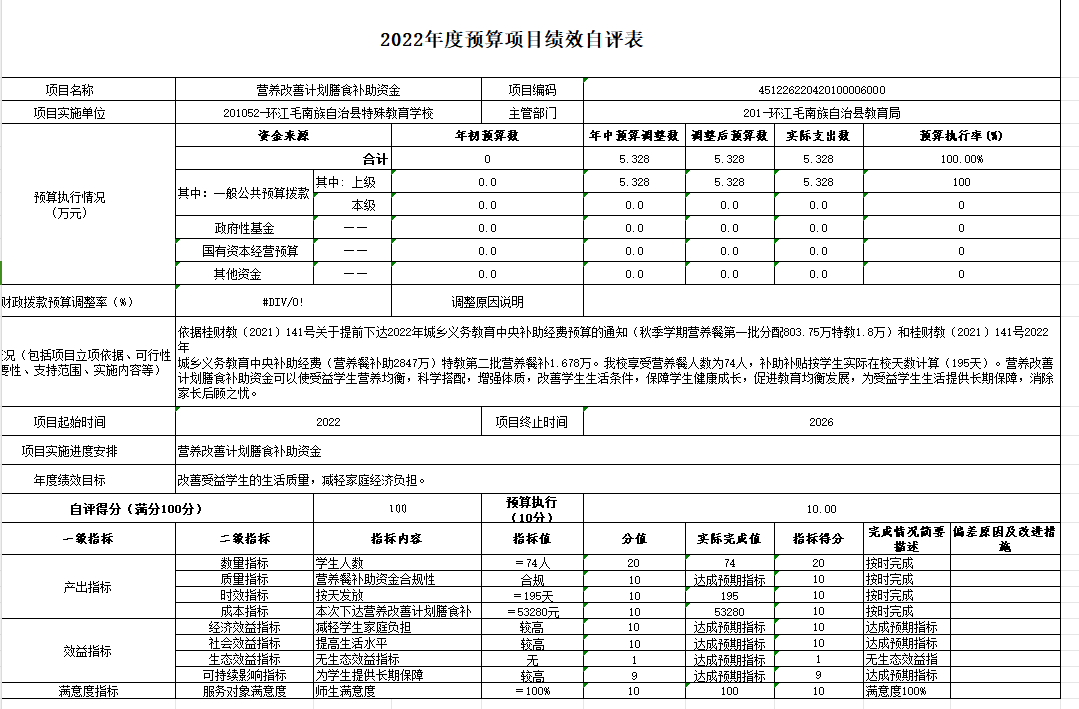 2022年度预算项目绩效自评表
项目名称 营养改善计划膳食补助资金 项目编码 451226220420100006000
项目实施单位 201052-环江毛南族自治县特殊教育学校 主管部门 201-环江毛南族自治县教育局
预算执行情况
（万元）
资金来源 年初预算数 年中预算调整数 调整后预算数 实际支出数 预算执行率(%)
合计 0 5.328 5.328 5.328 100.00%
其中：一般公共预算拨款 其中: 上级 0.0 5.328 5.328 5.328 100
本级 0.0 0.0 0.0 0.0 0
政府性基金 —— 0.0 0.0 0.0 0.0 0
国有资本经营预算 —— 0.0 0.0 0.0 0.0 0
其他资金 —— 0.0 0.0 0.0 0.0 0
财政拨款预算调整率（%） #DIV/0! 调整原因说明
况（包括项目立项依据、可行性
要性、支持范围、实施内容等）
依据桂财教（2021）141号关于提前下达2022年城乡义务教育中央补助经费预算的通知（秋季学期营养餐第一批分配803.75万特教1.8万）和桂财教（2021）141号2022
年
城乡义务教育中央补助经费（营养餐补助2847万）特教第二批营养餐补1.678万。我校享受营养餐人数为74人，补助补贴按学生实际在校天数计算（195天）。营养改善
计划膳食补助资金可以使受益学生营养均衡，科学搭配，增强体质，改善学生生活条件，保障学生健康成长，促进教育均衡发展，为受益学生生活提供长期保障，消除
家长后顾之忧。
项目起始时间 2022 项目终止时间 2026
项目实施进度安排 营养改善计划膳食补助资金
年度绩效目标 改善受益学生的生活质量，减轻家庭经济负担。
自评得分（满分100分） 100 预算执行
（10分） 10.00
一级指标 二级指标 指标内容 指标值 分值 实际完成值 指标得分 完成情况简要
描述 偏差原因及改进措
施
产出指标
数量指标 学生人数 ＝74人 20 74 20 按时完成
质量指标 营养餐补助资金合规性 合规 10 达成预期指标 10 按时完成
时效指标 按天发放 ＝195天 10 195 10 按时完成
成本指标 本次下达营养改善计划膳食补 ＝53280元 10 53280 10 按时完成
效益指标
经济效益指标 减轻学生家庭负担 较高 10 达成预期指标 10 达成预期指标
社会效益指标 提高生活水平 较高 10 达成预期指标 10 达成预期指标
生态效益指标 无生态效益指标 无 1 达成预期指标 1 无生态效益指
可持续影响指标 为学生提供长期保障 较高 9 达成预期指标 9 达成预期指标
满意度指标 服务对象满意度 师生满意度 ＝100% 10 100 10 满意度100%